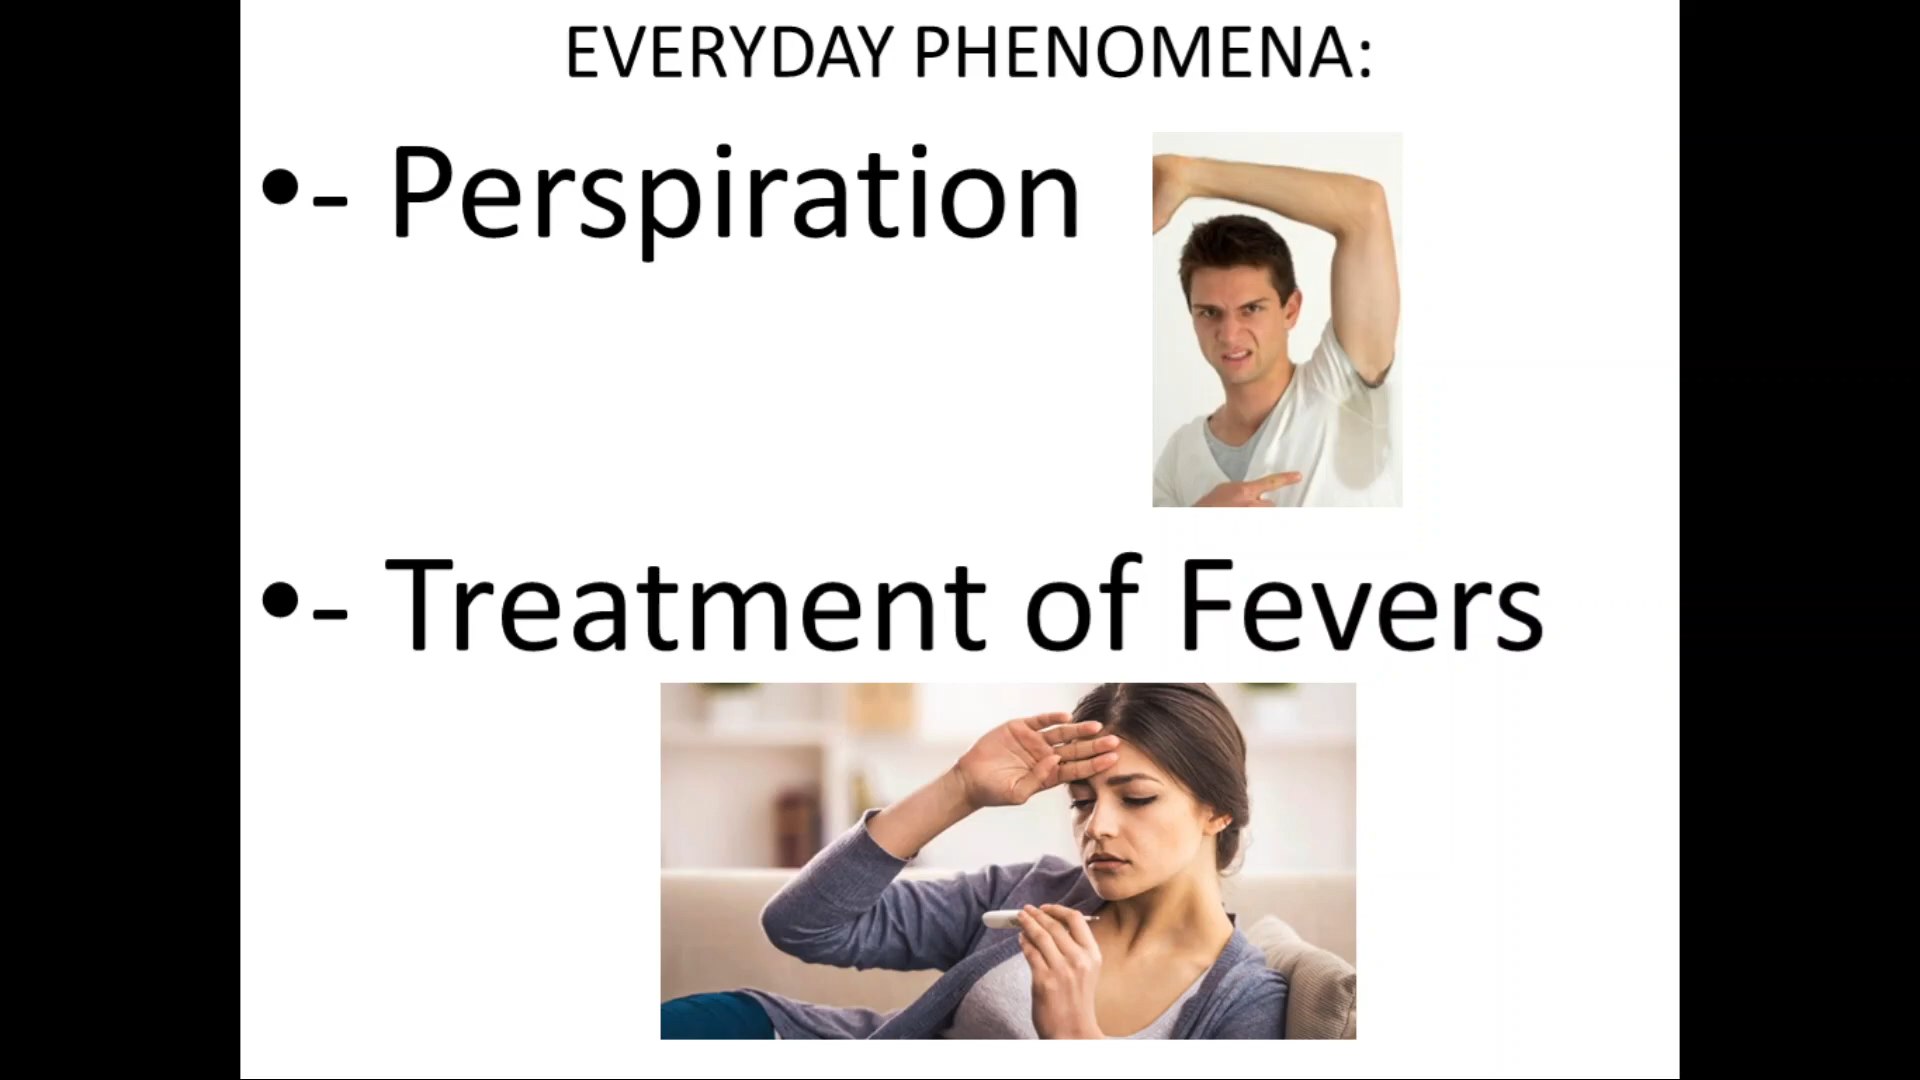 EVERYDAY PHENOMENA:
•- Perspiration
•- Treatment of Fevers